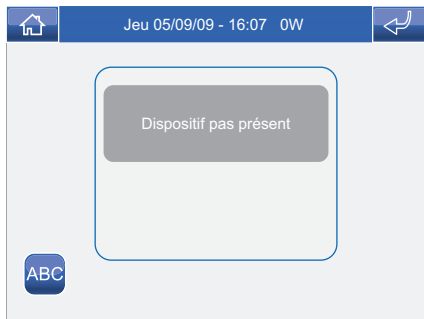 Jeu 05/09/09 - 16:07 0W
Dispositif pas présent
ABC